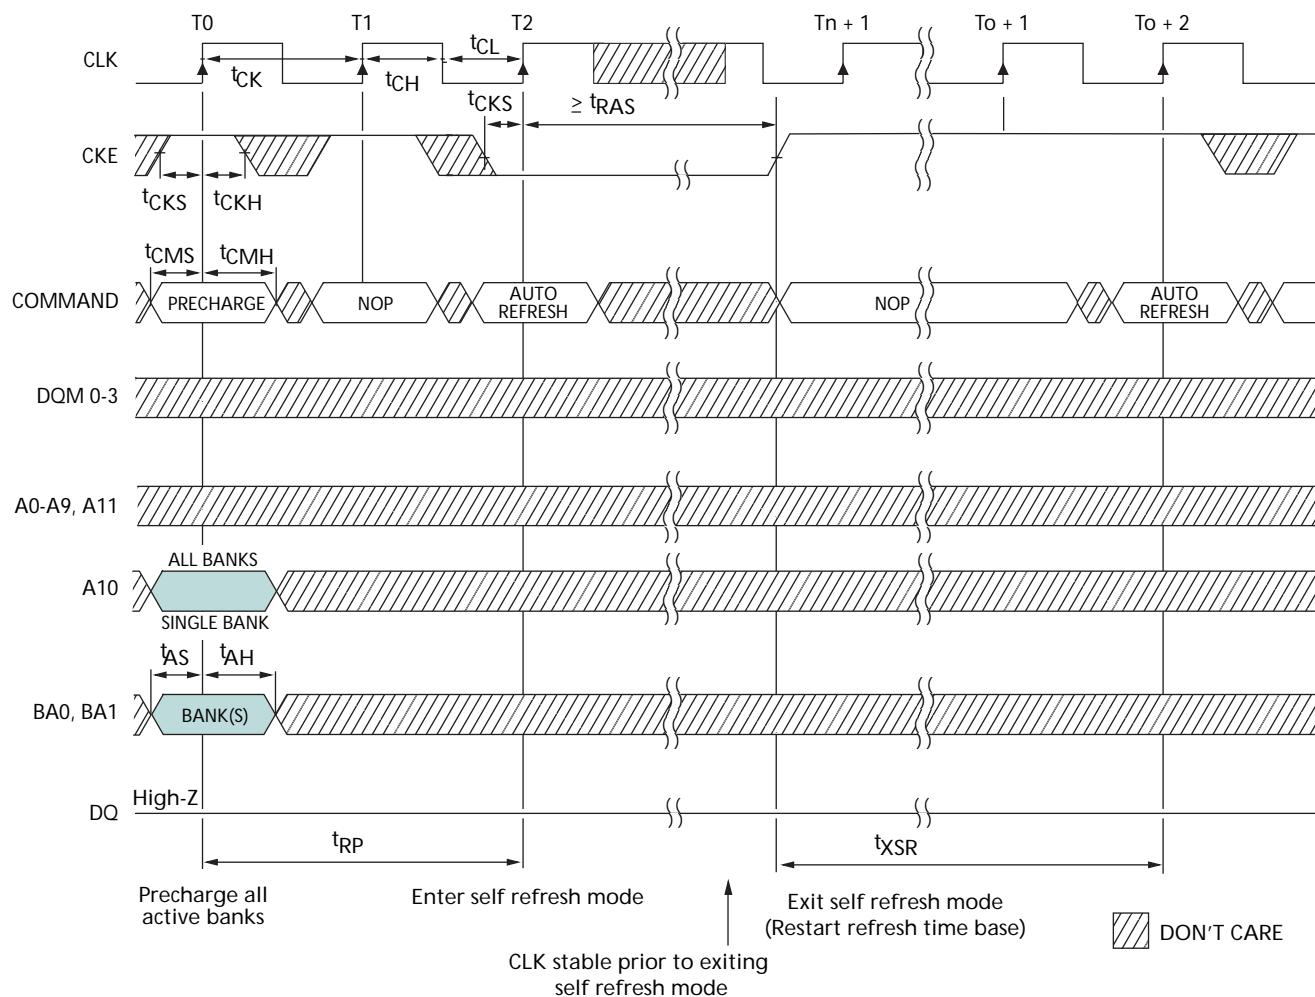 T0 T1 T2 Tn + 1 To + 1 To + 2
CLK
tCK tCH tCL
tCKS ≥ tRAS
CKE
tCKS tCKH
tCMS tCMH
COMMAND PRECHARGE NOP AUTO REFRESH NOP AUTO REFRESH
DQM 0-3
A0-A9, A11
ALL BANKS
A10
SINGLE BANK
tAS tAH
BA0, BA1 BANK(S)
High-Z
DQ
tRP tXSR
Precharge all
active banks
Enter self refresh mode
CLK stable prior to exiting
self refresh mode
Exit self refresh mode
(Restart refresh time base)
DON'T CARE